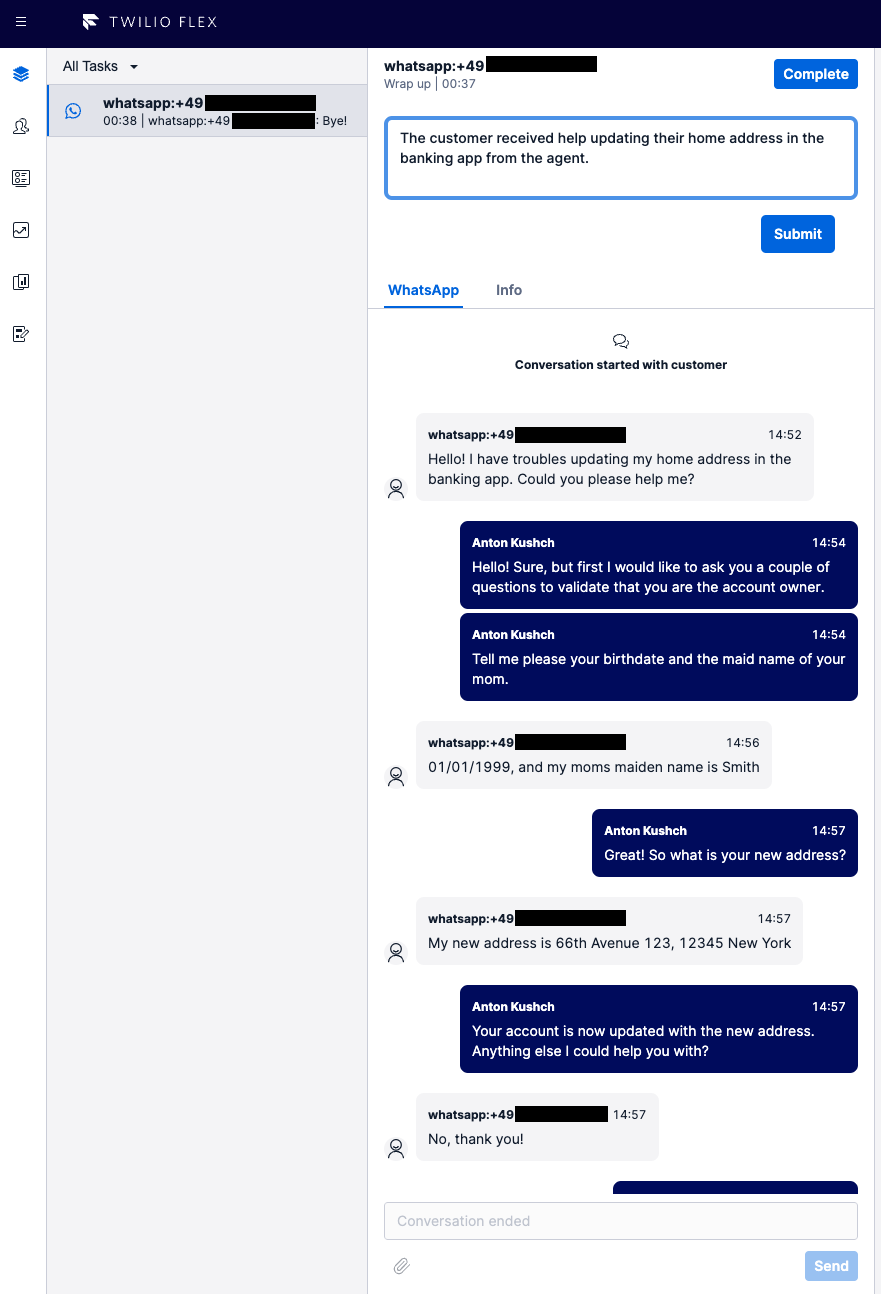 TWILIO FLEX
All Tasks
whatsapp:+49
00:38 | whatsapp:+49 : Bye!
whatsapp:+49
Wrap up | 00:37
Complete
The customer received help updating their home address in the
banking app from the agent.
Submit
WhatsApp
Info
Conversation started with customer
whatsapp:+49 14:52
Hello! I have troubles updating my home address in the
banking app. Could you please help me?
Anton Kushch 14:54
Hello! Sure, but first I would like to ask you a couple of
questions to validate that you are the account owner.
Anton Kushch 14:54
Tell me please your birthdate and the maid name of your
mom.
whatsapp:+49 14:56
01/01/1999, and my moms maiden name is Smith
Anton Kushch 14:57
Great! So what is your new address?
whatsapp:+49 14:57
My new address is 66th Avenue 123, 12345 New York
Anton Kushch 14:57
Your account is now updated with the new address.
Anything else I could help you with?
whatsapp:+49 14:57
No, thank you!
Conversation ended
Send